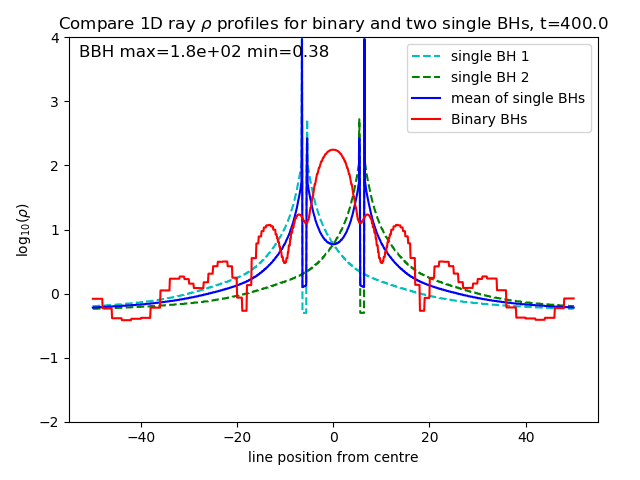 Compare 1D ray ρ profiles for binary and two single BHs, t=400.0
BBH max=1.8e+02 min=0.38
single BH 1
single BH 2
mean of single BHs
Binary BHs
log₁₀(ρ)
4
3
2
1
0
−1
−2
−40 −20 0 20 40
line position from centre